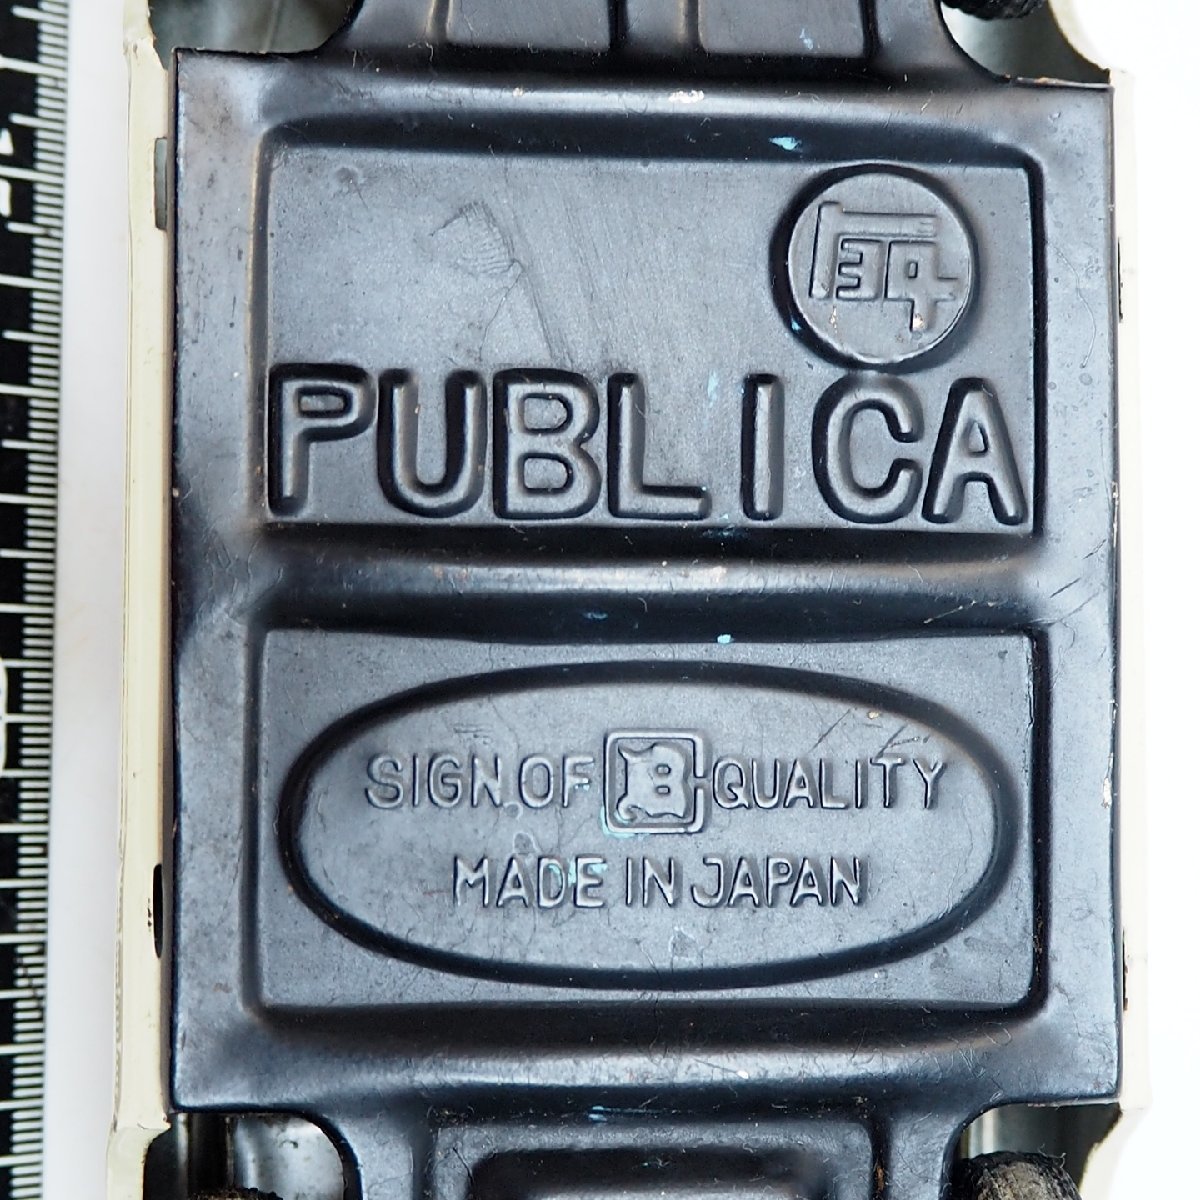 PUBLICA
SIGN OF B QUALITY
MADE IN JAPAN